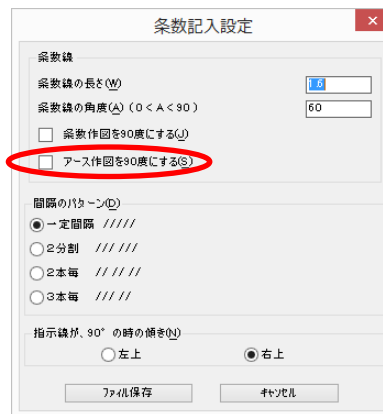 条数記入設定
条数線
条数線の長さ(W) 1.6
条数線の角度(A) (0<A<90) 60
条数作図を90度にする(J)
アース作図を90度にする(S)
間隔のパターン(D)
一定間隔 /////
2分割 /// ///
2本毎 // // //
3本毎 /// //
指示線が、90°の時の傾き(N)
左上 右上
ファイル保存 キャンセル